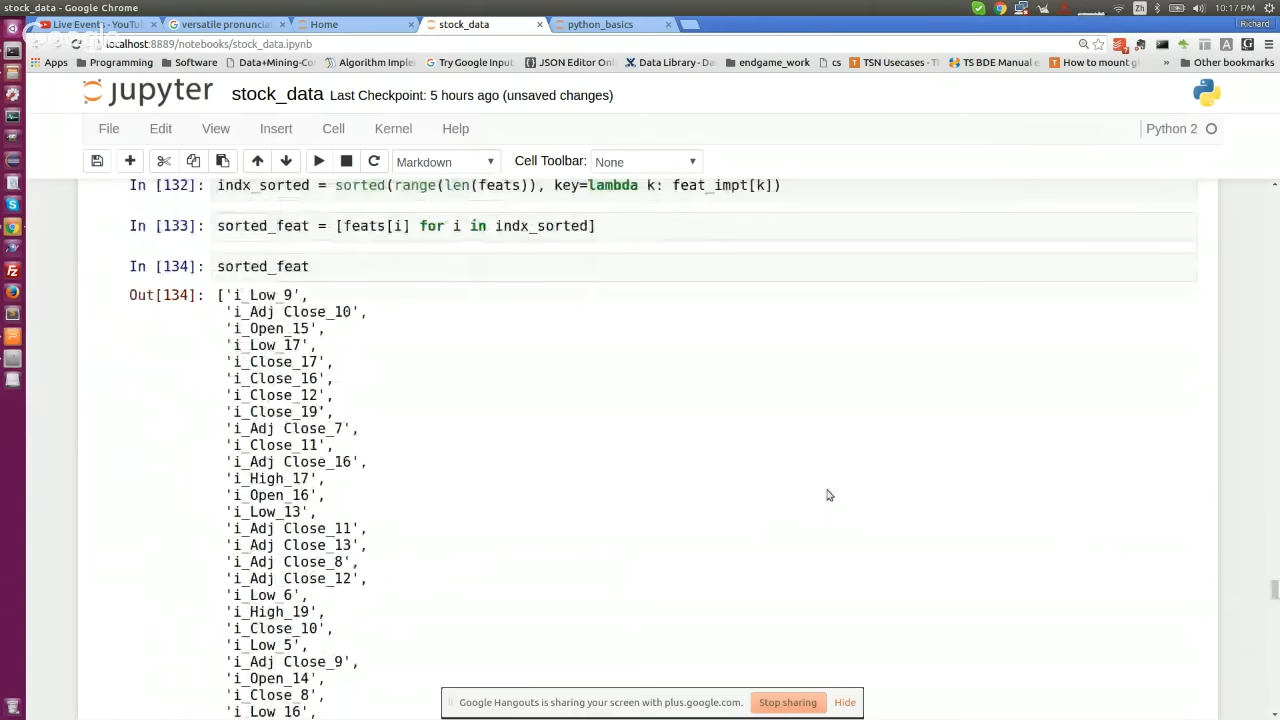 stock_data - Google Chrome
Zh
10:17 PM
Live Events - YouTub
versatile pronuncia
Home
stock_data
python_basics
Richard
Google
localhost:8889/notebooks/stock_data.ipynb
Apps
Programming
Software
Data+Mining-Co
Algorithm Implem
Try Google Input
JSON Editor Onli
Data Library - Da
endgame_work
cs
TSN Usecases - T
TS BDE Manual e
How to mount g
»
Other bookmarks
jupyter
stock_data Last Checkpoint: 5 hours ago (unsaved changes)
File Edit View Insert Cell Kernel Help
Python 2
Markdown
Cell Toolbar: None
In [132]: indx_sorted = sorted(range(len(feats)), key=lambda k: feat_impt[k])
In [133]: sorted_feat = [feats[i] for i in indx_sorted]
In [134]: sorted_feat
Out[134]: ['i_Low_9',
'i_Adj Close_10',
'i_Open_15',
'i_Low_17',
'i_Close_17',
'i_Close_16',
'i_Close_12',
'i_Close_19',
'i_Adj Close_7',
'i_Close_11',
'i_Adj Close_16',
'i_High_17',
'i_Open_16',
'i_Low_13',
'i_Adj Close_11',
'i_Adj Close_13',
'i_Adj Close_8',
'i_Adj Close_12',
'i_Low_6',
'i_High_19',
'i_Close_10',
'i_Low_5',
'i_Adj Close_9',
'i_Open_14',
'i_Close_8',
'i_Low_16',
Google Hangouts is sharing your screen with plus.google.com. Stop sharing Hide